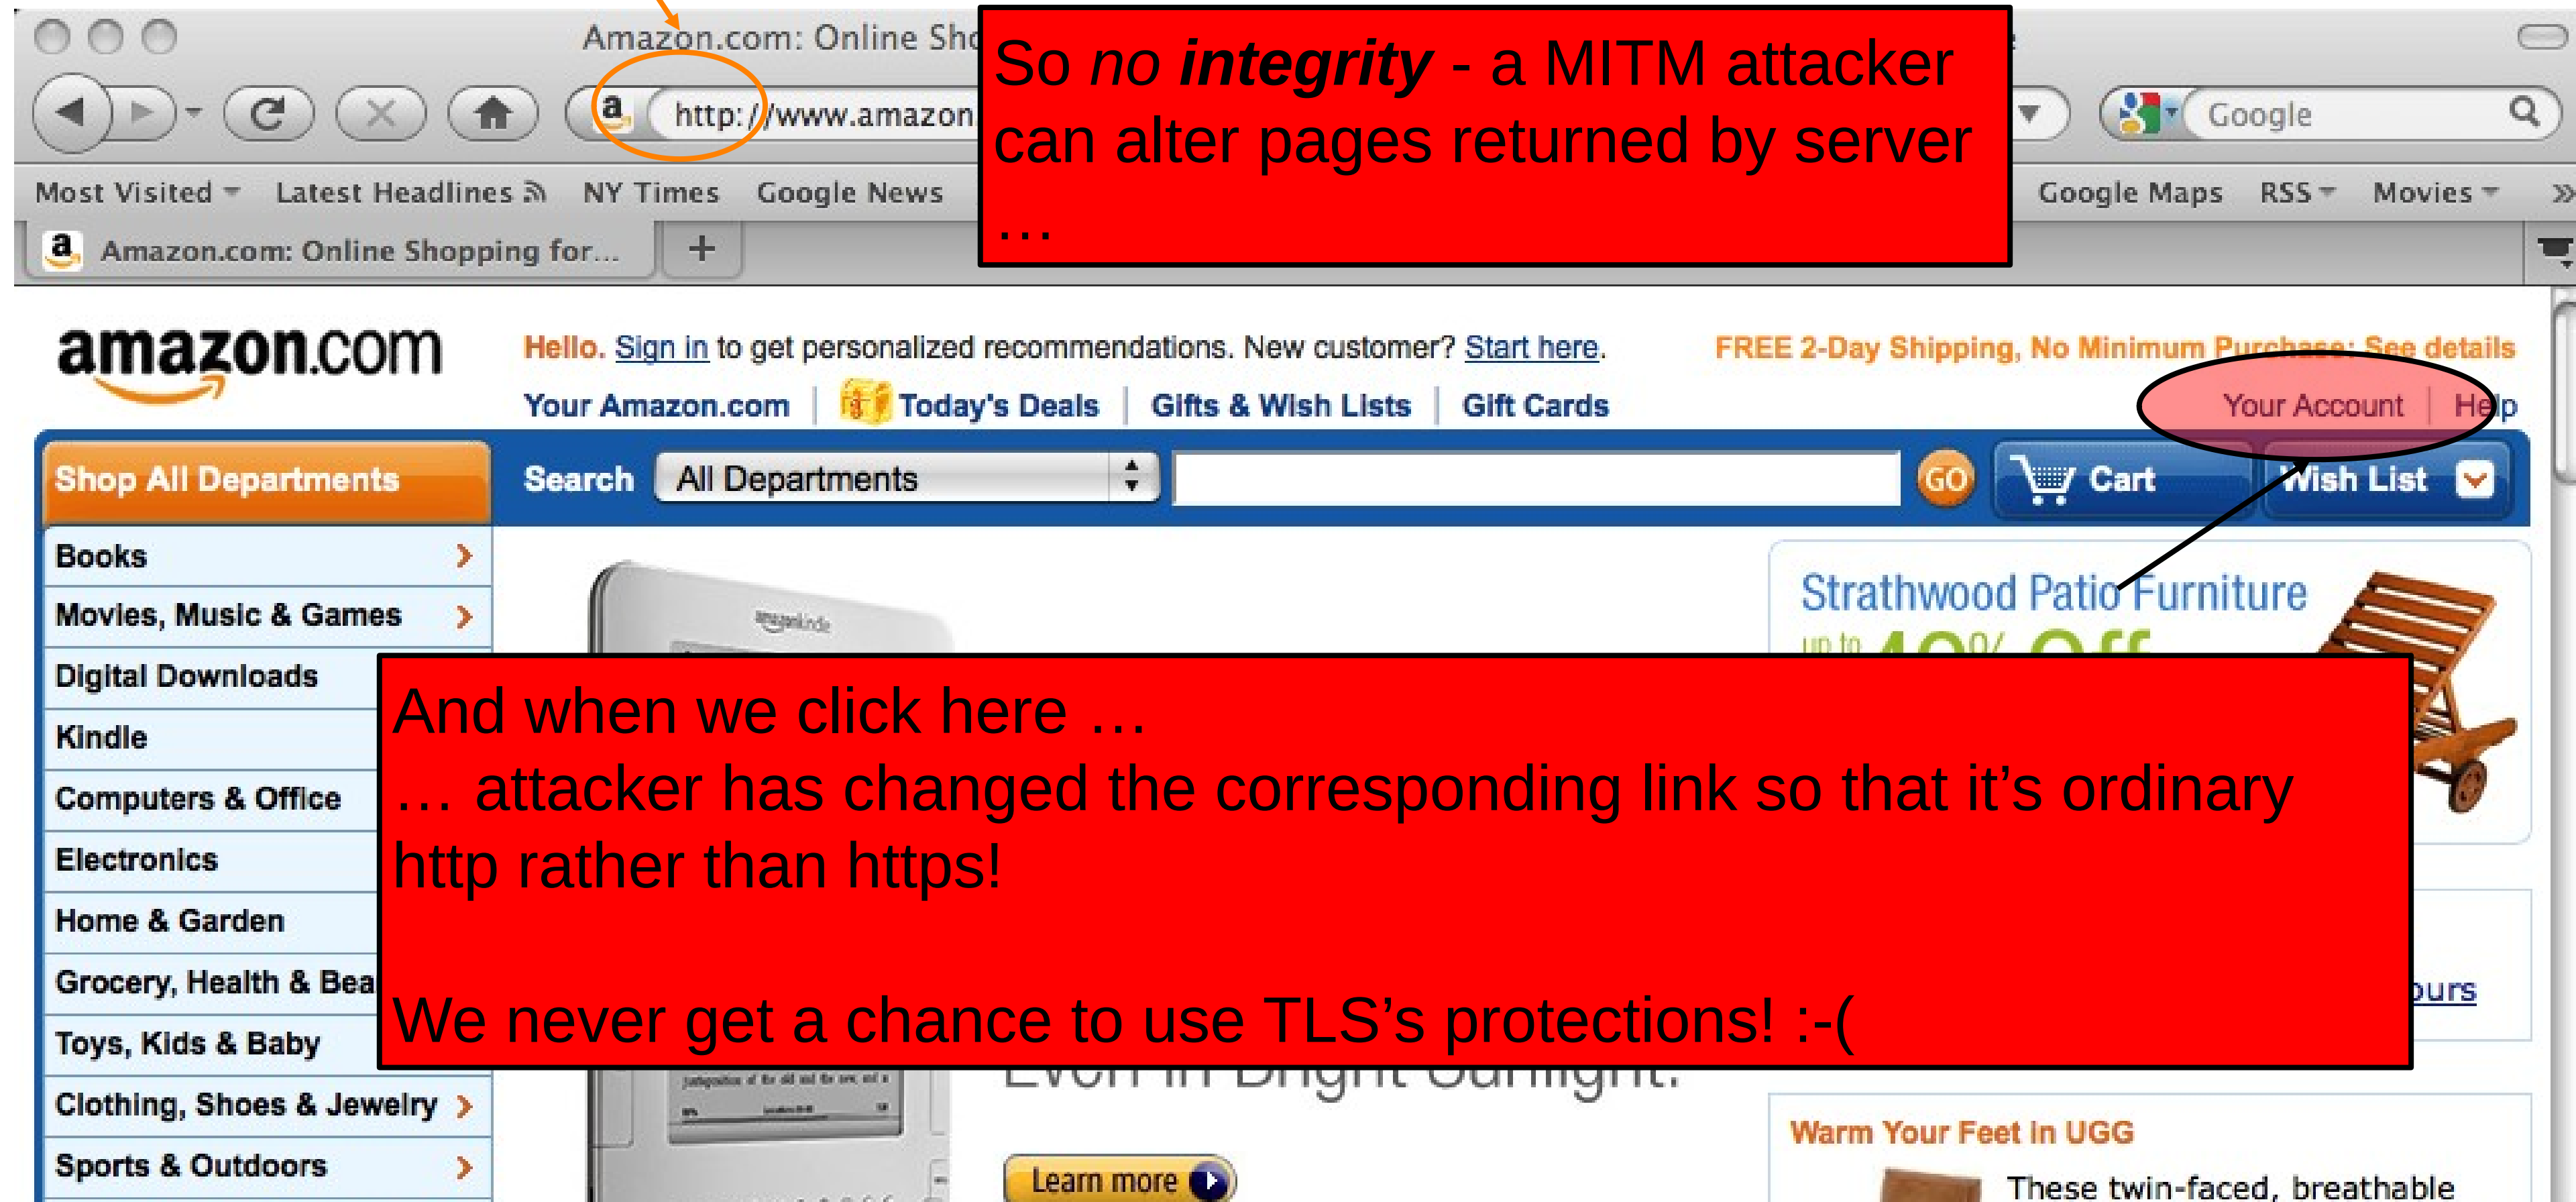 Amazon.com: Online
So no integrity - a MITM attacker
can alter pages returned by server
…
http://www.amazon.
Google
Most Visited Latest Headlines NY Times Google News
Google Maps RSS Movies »
Amazon.com: Online Shopping for... +
amazon.com
Hello. Sign in to get personalized recommendations. New customer? Start here.
FREE 2-Day Shipping, No Minimum Purchase: See details
Your Amazon.com | Today's Deals | Gifts & Wish Lists | Gift Cards
Your Account | Help
Shop All Departments
Search All Departments GO Cart Wish List
Books
Movies, Music & Games
Digital Downloads
Kindle
Computers & Office
Electronics
Home & Garden
Grocery, Health &
Toys, Kids & Baby
Clothing, Shoes & Jewelry
Sports & Outdoors
amazonkindle
Strathwood Patio Furniture
up to
And when we click here …
… attacker has changed the corresponding link so that it’s ordinary
http rather than https!
We never get a chance to use TLS’s protections! :-(
Learn more
Warm Your Feet in UGG
These twin-faced, breathable